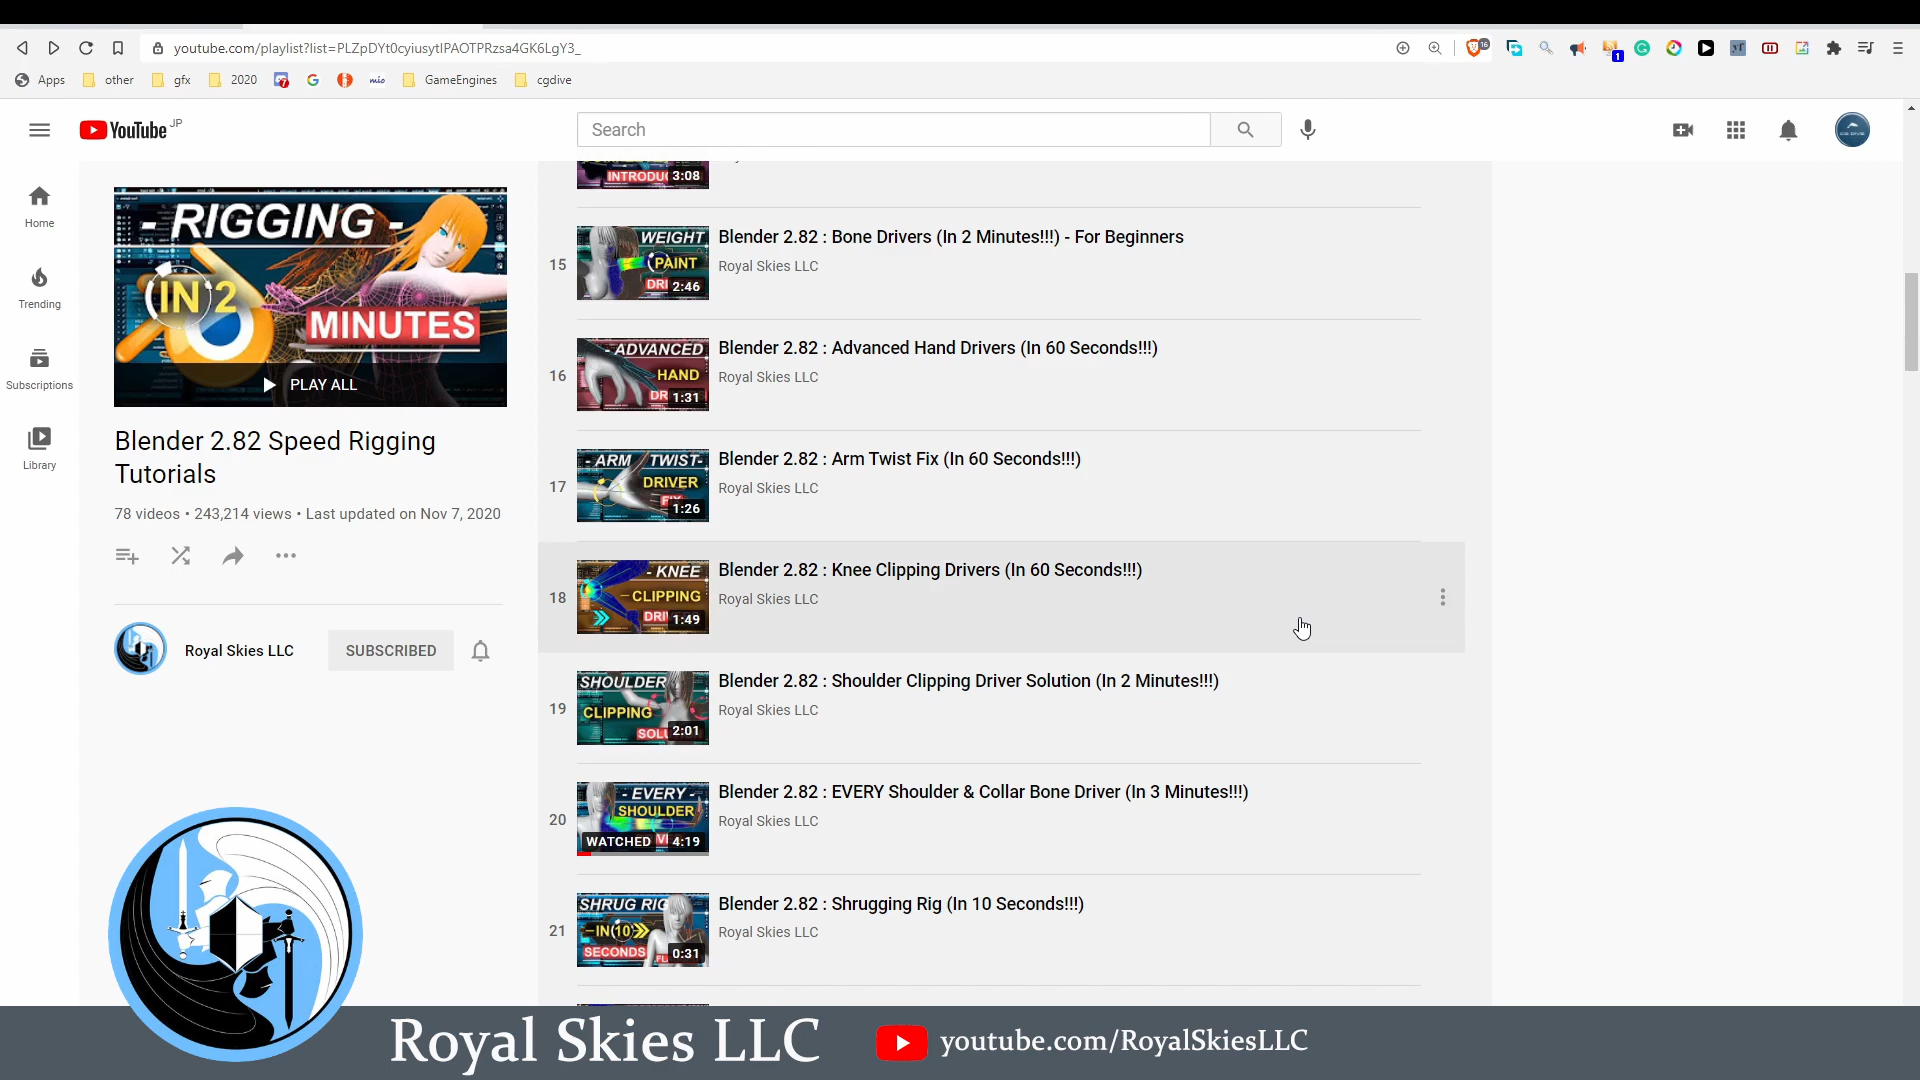 youtube.com/playlist?list=PLZpDYt0cyiusytIPAOTPRzsa4GK6LgY3_
16
1
Apps
other
gfx
2020
7
mio
GameEngines
cgdive
YouTube JP
Search
Home
Trending
Subscriptions
Library
- RIGGING -
IN 2
MINUTES
PLAY ALL
Blender 2.82 Speed Rigging
Tutorials
78 videos • 243,214 views • Last updated on Nov 7, 2020
Royal Skies LLC
SUBSCRIBED
3:08
15
WEIGHT
PAINT
2:46
Blender 2.82 : Bone Drivers (In 2 Minutes!!!) - For Beginners
Royal Skies LLC
16
- ADVANCED
HAND
1:31
Blender 2.82 : Advanced Hand Drivers (In 60 Seconds!!!)
Royal Skies LLC
17
- ARM TWIST-
DRIVER
1:26
Blender 2.82 : Arm Twist Fix (In 60 Seconds!!!)
Royal Skies LLC
18
- KNEE
CLIPPING
1:49
Blender 2.82 : Knee Clipping Drivers (In 60 Seconds!!!)
Royal Skies LLC
19
SHOULDER
CLIPPING
2:01
Blender 2.82 : Shoulder Clipping Driver Solution (In 2 Minutes!!!)
Royal Skies LLC
20
- EVERY -
SHOULDER
WATCHED 4:19
Blender 2.82 : EVERY Shoulder & Collar Bone Driver (In 3 Minutes!!!)
Royal Skies LLC
21
SHRUG RIG
IN(10)
SECONDS
0:31
Blender 2.82 : Shrugging Rig (In 10 Seconds!!!)
Royal Skies LLC
Royal Skies LLC
youtube.com/RoyalSkiesLLC